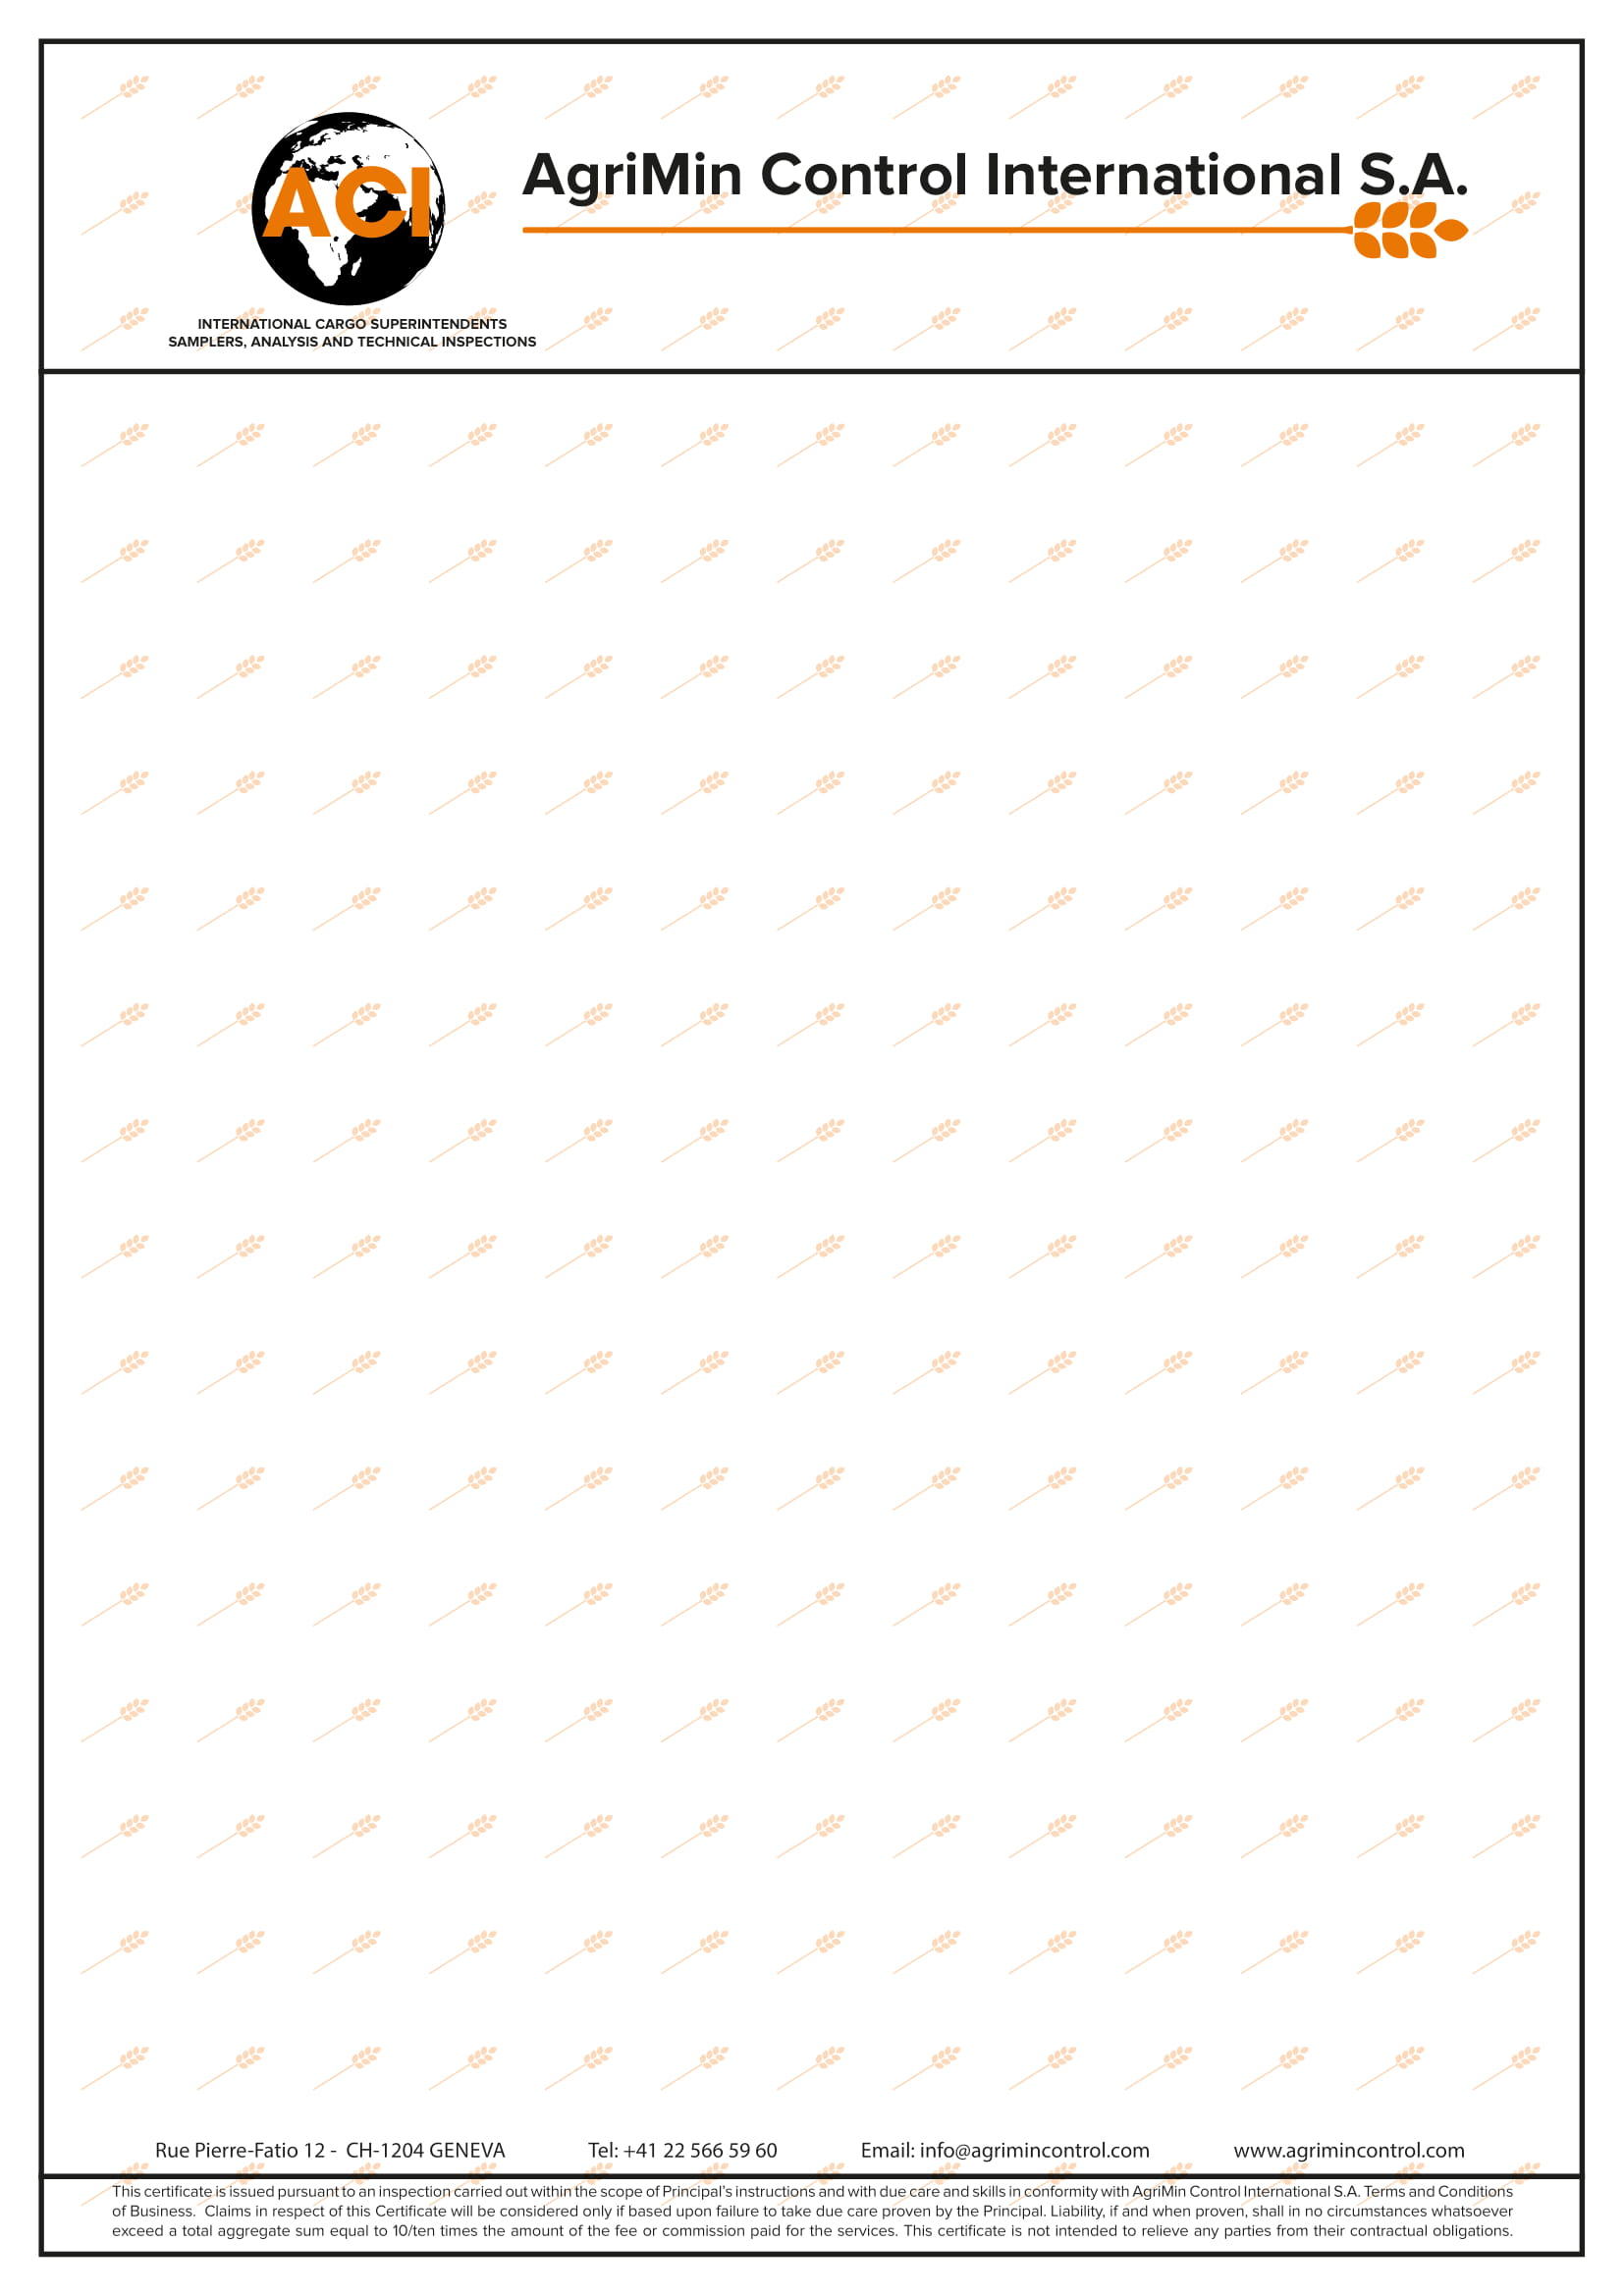 ACI
AgriMin Control International S.A.
INTERNATIONAL CARGO SUPERINTENDENTS
SAMPLERS, ANALYSIS AND TECHNICAL INSPECTIONS
Rue Pierre-Fatio 12 - CH-1204 GENEVA Tel: +41 22 566 59 60 Email: info@agrimincontrol.com www.agrimincontrol.com
This certificate is issued pursuant to an inspection carried out within the scope of Principal's instructions and with due care and skills in conformity with AgriMin Control International S.A. Terms and Conditions
of Business. Claims in respect of this Certificate will be considered only if based upon failure to take due care proven by the Principal. Liability, if and when proven, shall in no circumstances whatsoever
exceed a total aggregate sum equal to 10/ten times the amount of the fee or commission paid for the services. This certificate is not intended to relieve any parties from their contractual obligations.